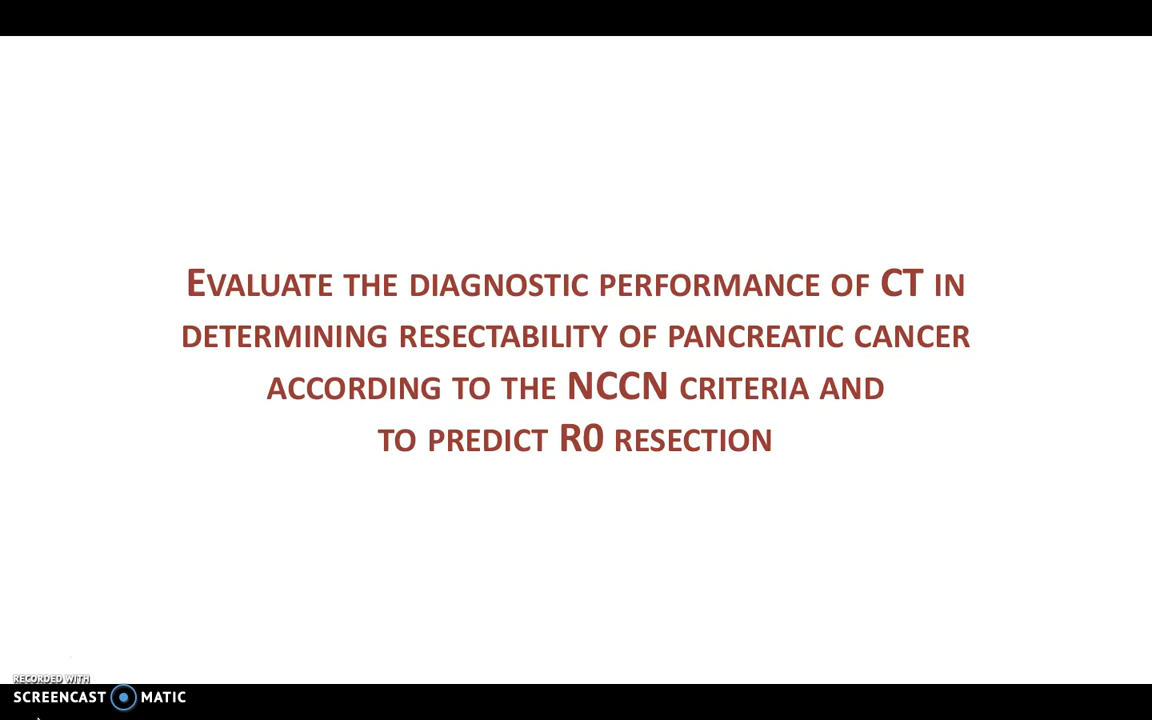 Evaluate the diagnostic performance of CT in
determining resectability of pancreatic cancer
according to the NCCN criteria and
to predict R0 resection
RECORDED WITH
SCREENCAST MATIC